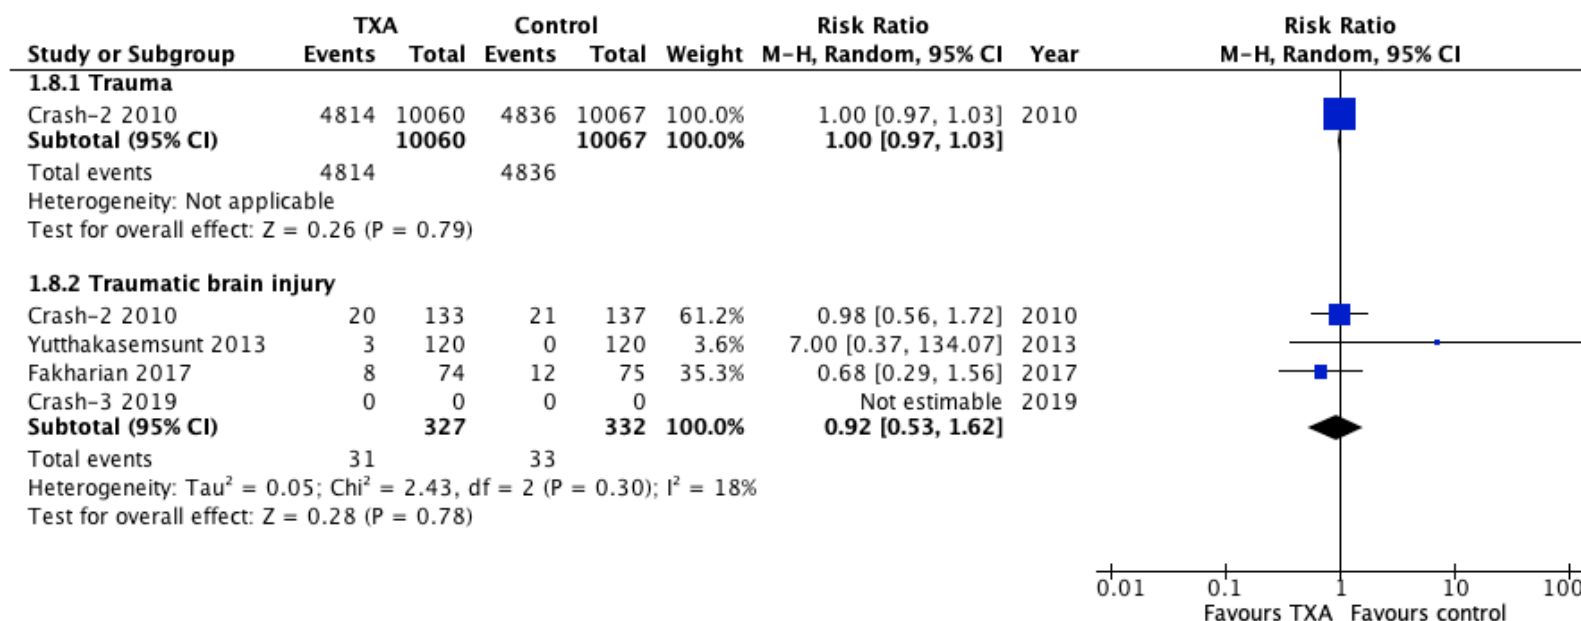 TXA Control Risk Ratio Risk Ratio
Study or Subgroup Events Total Events Total Weight M-H, Random, 95% CI Year M-H, Random, 95% CI
1.8.1 Trauma
Crash-2 2010 4814 10060 4836 10067 100.0% 1.00 [0.97, 1.03] 2010
Subtotal (95% CI) 10060 10067 100.0% 1.00 [0.97, 1.03]
Total events 4814 4836
Heterogeneity: Not applicable
Test for overall effect: Z = 0.26 (P = 0.79)
1.8.2 Traumatic brain injury
Crash-2 2010 20 133 21 137 61.2% 0.98 [0.56, 1.72] 2010
Yutthakasemsunt 2013 3 120 0 120 3.6% 7.00 [0.37, 134.07] 2013
Fakharian 2017 8 74 12 75 35.3% 0.68 [0.29, 1.56] 2017
Crash-3 2019 0 0 0 0 Not estimable 2019
Subtotal (95% CI) 327 332 100.0% 0.92 [0.53, 1.62]
Total events 31 33
Heterogeneity: Tau² = 0.05; Chi² = 2.43, df = 2 (P = 0.30); I² = 18%
Test for overall effect: Z = 0.28 (P = 0.78)
0.01 0.1 1 10 100
Favours TXA Favours control